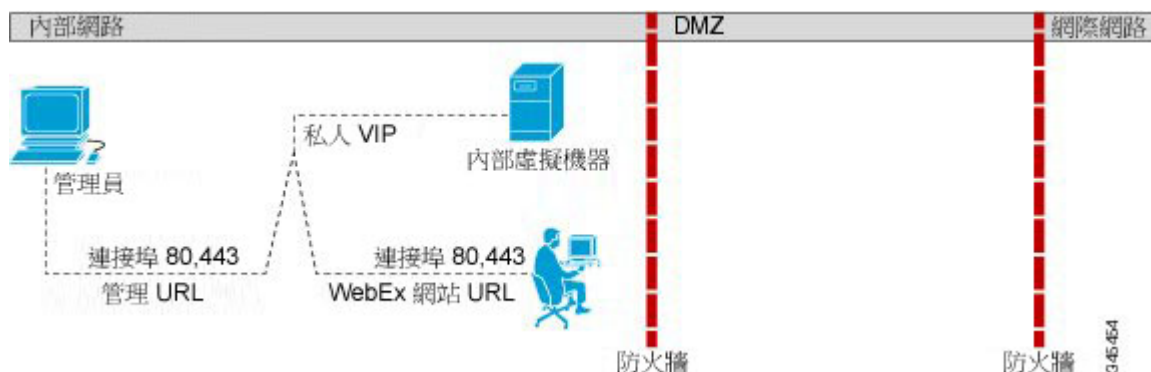 內部網路
DMZ
網際網路
私人 VIP
內部虛擬機器
管理員
連接埠 80,443
管理 URL
連接埠 80,443
WebEx 網站 URL
防火牆
防火牆
345454